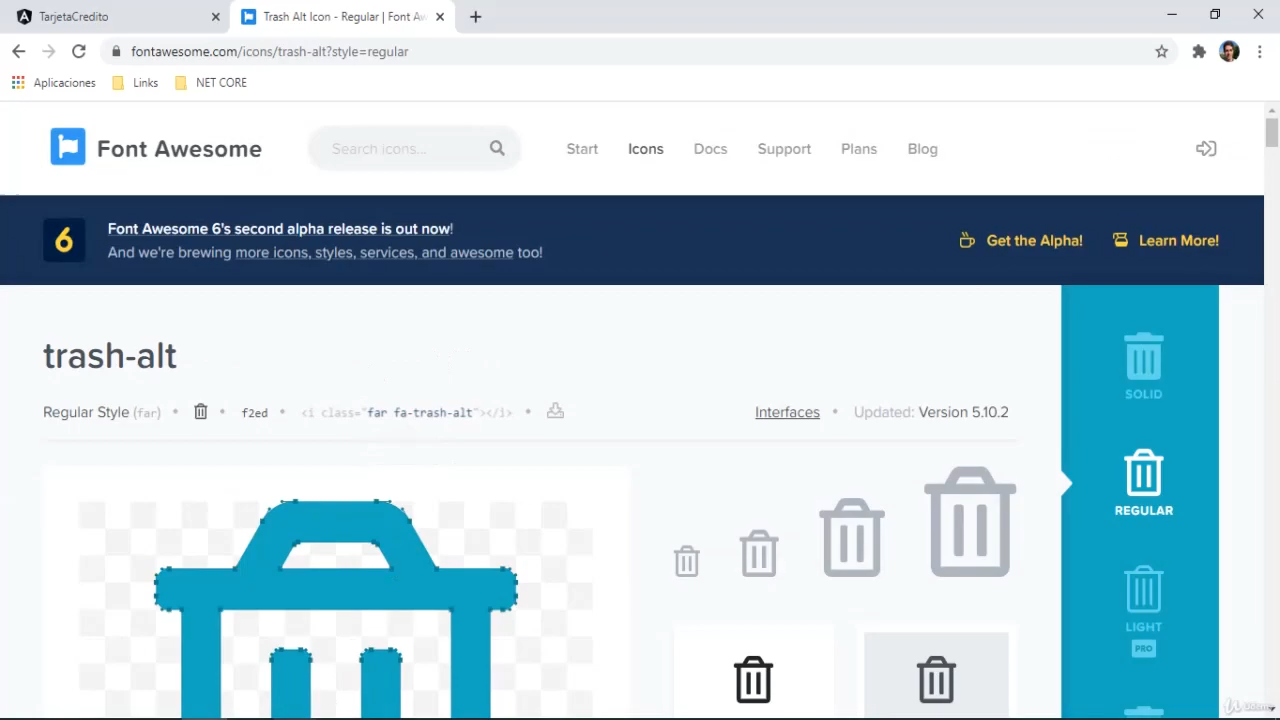 TarjetaCredito
Trash Alt Icon - Regular | Font Aw
fontawesome.com/icons/trash-alt?style=regular
Aplicaciones
Links
NET CORE
Font Awesome
Search icons...
Start
Icons
Docs
Support
Plans
Blog
6
Font Awesome 6's second alpha release is out now!
And we're brewing more icons, styles, services, and awesome too!
Get the Alpha!
Learn More!
trash-alt
Regular Style (far)
f2ed
<i class="far fa-trash-alt"></i>
Interfaces
Updated: Version 5.10.2
SOLID
REGULAR
LIGHT
PRO
Udemy